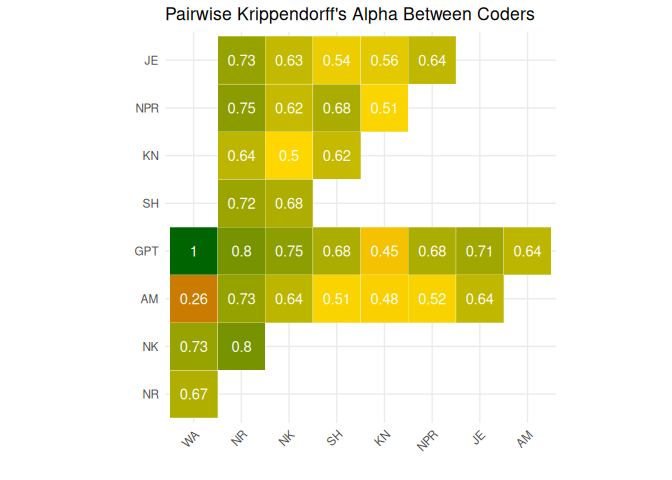 Pairwise Krippendorff's Alpha Between Coders
JE 0.73 0.63 0.54 0.56 0.64
NPR 0.75 0.62 0.68 0.51
KN 0.64 0.5 0.62
SH 0.72 0.68
GPT 1 0.8 0.75 0.68 0.45 0.68 0.71 0.64
AM 0.26 0.73 0.64 0.51 0.48 0.52 0.64
NK 0.73 0.8
NR 0.67
WA NR NK SH KN NPR JE AM